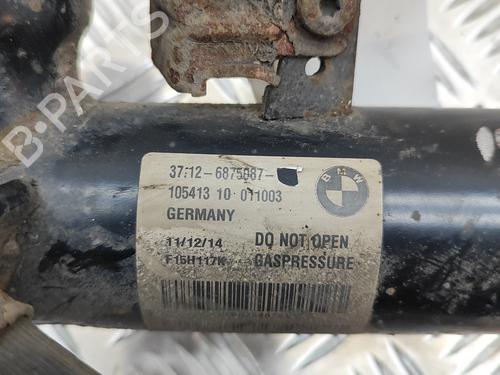 B-PARTS
37:12-6875087-
105413 10 011003
BMW
GERMANY
11/12/14 DO NOT OPEN
F15H117K GASPRESSURE